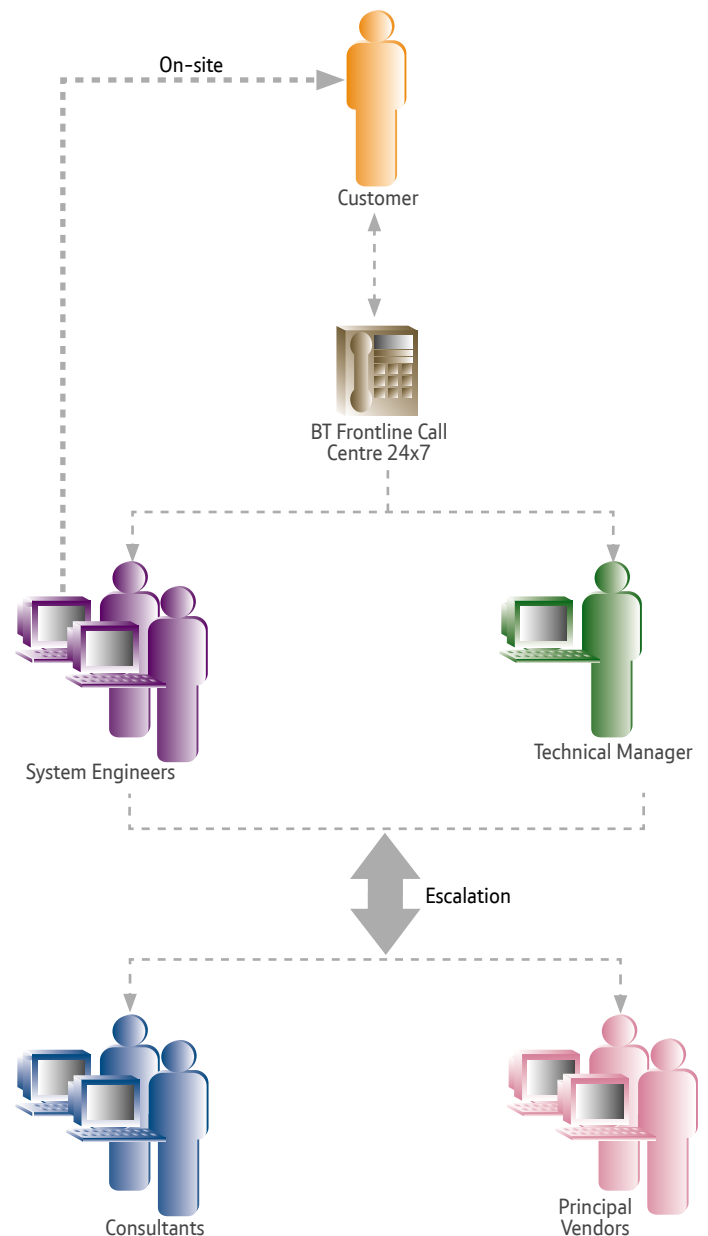 On-site
Customer
BT Frontline Call
Centre 24x7
System Engineers
Technical Manager
Escalation
Consultants
Principal
Vendors